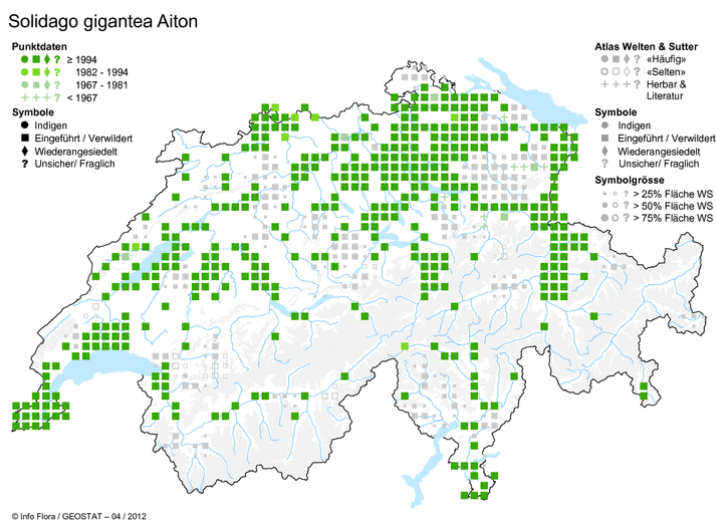 Solidago gigantea Aiton
Punktdaten
? ≥ 1994
? 1982 - 1994
? 1967 - 1981
< 1967
Symbole
Indigen
Eingeführt / Verwildert
Wiederangesiedelt
? Unsicher/ Fraglich
Atlas Welten & Sutter
? «Häufig»
? «Selten»
? Herbar &
Literatur
Symbole
Indigen
Eingeführt / Verwildert
Wiederangesiedelt
? Unsicher/ Fraglich
Symbolgrösse
? > 25% Fläche WS
? > 50% Fläche WS
? > 75% Fläche WS
© Info Flora / GEOSTAT – 04 / 2012